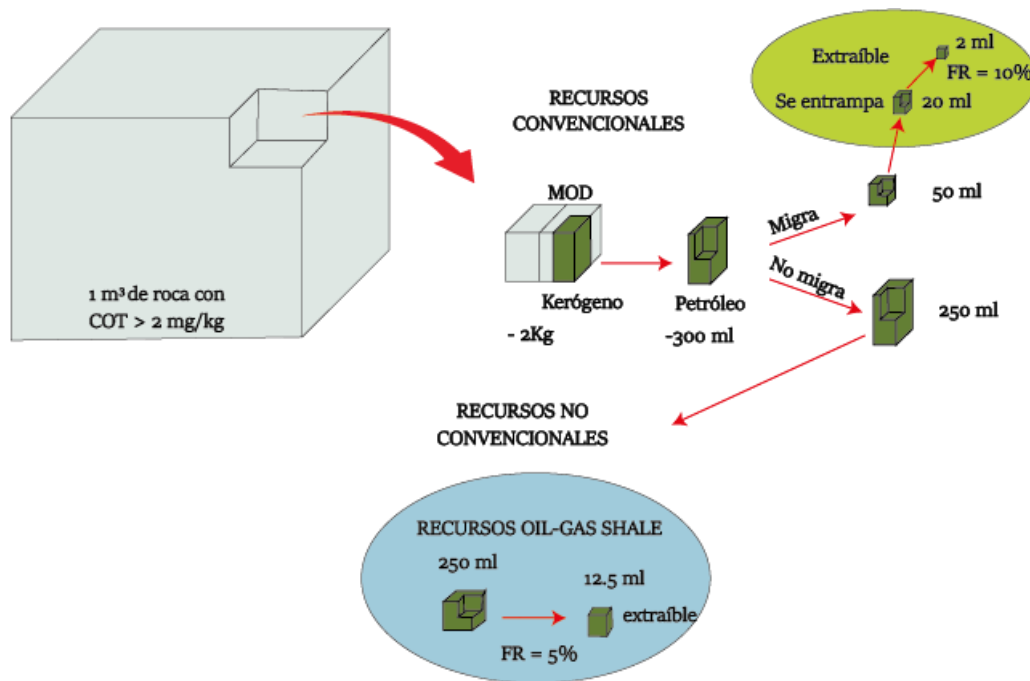 1 m³ de roca con
COT > 2 mg/kg
RECURSOS
CONVENCIONALES
MOD
Kerógeno
- 2Kg
Petróleo
-300 ml
Migra
No migra
50 ml
250 ml
Extraíble
2 ml
FR = 10%
Se entrampa
20 ml
RECURSOS NO
CONVENCIONALES
RECURSOS OIL-GAS SHALE
250 ml
12.5 ml
extraíble
FR = 5%